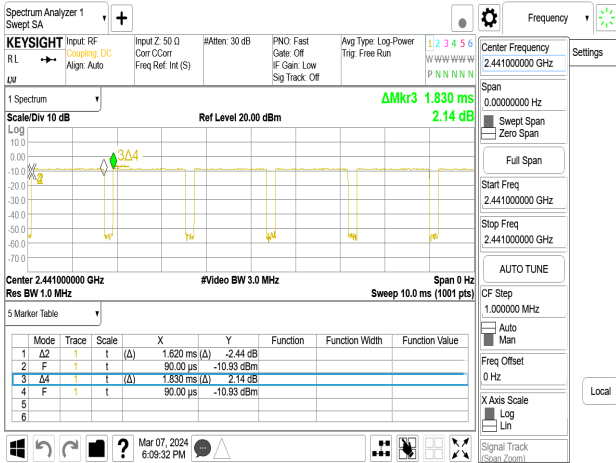 Spectrum Analyzer 1
Swept SA
Frequency
KEYSIGHT
RL
Input: RF
Coupling: DC
Align: Auto
Input Z: 50 Ω
Corr CCorr
Freq Ref: Int (S)
#Atten: 30 dB
PNO: Fast
Gate: Off
IF Gain: Low
Sig Track: Off
Avg Type: Log-Power
Trig: Free Run
1 2 3 4 5 6
W W W W W W
P N N N N N
1 Spectrum
ΔMkr3 1.830 ms
2.14 dB
Scale/Div 10 dB
Ref Level 20.00 dBm
Log
10.0
0.00
-10.0
-20.0
-30.0
-40.0
-50.0
-60.0
-70.0
3Δ4
Center 2.441000000 GHz
#Video BW 3.0 MHz
Span 0 Hz
Res BW 1.0 MHz
Sweep 10.0 ms (1001 pts)
5 Marker Table
Mode Trace Scale X Y Function Function Width Function Value
1 Δ2 1 t (Δ) 1.620 ms (Δ) -2.44 dB
2 F 1 t 90.00 µs -10.93 dBm
3 Δ4 1 t (Δ) 1.830 ms (Δ) 2.14 dB
4 F 1 t 90.00 µs -10.93 dBm
5
6
Mar 07, 2024
6:09:32 PM
Center Frequency
2.441000000 GHz
Span
0.00000000 Hz
Swept Span
Zero Span
Full Span
Start Freq
2.441000000 GHz
Stop Freq
2.441000000 GHz
AUTO TUNE
CF Step
1.000000 MHz
Auto
Man
Freq Offset
0 Hz
X Axis Scale
Log
Lin
Signal Track
(Span Zoom)
Settings
Local